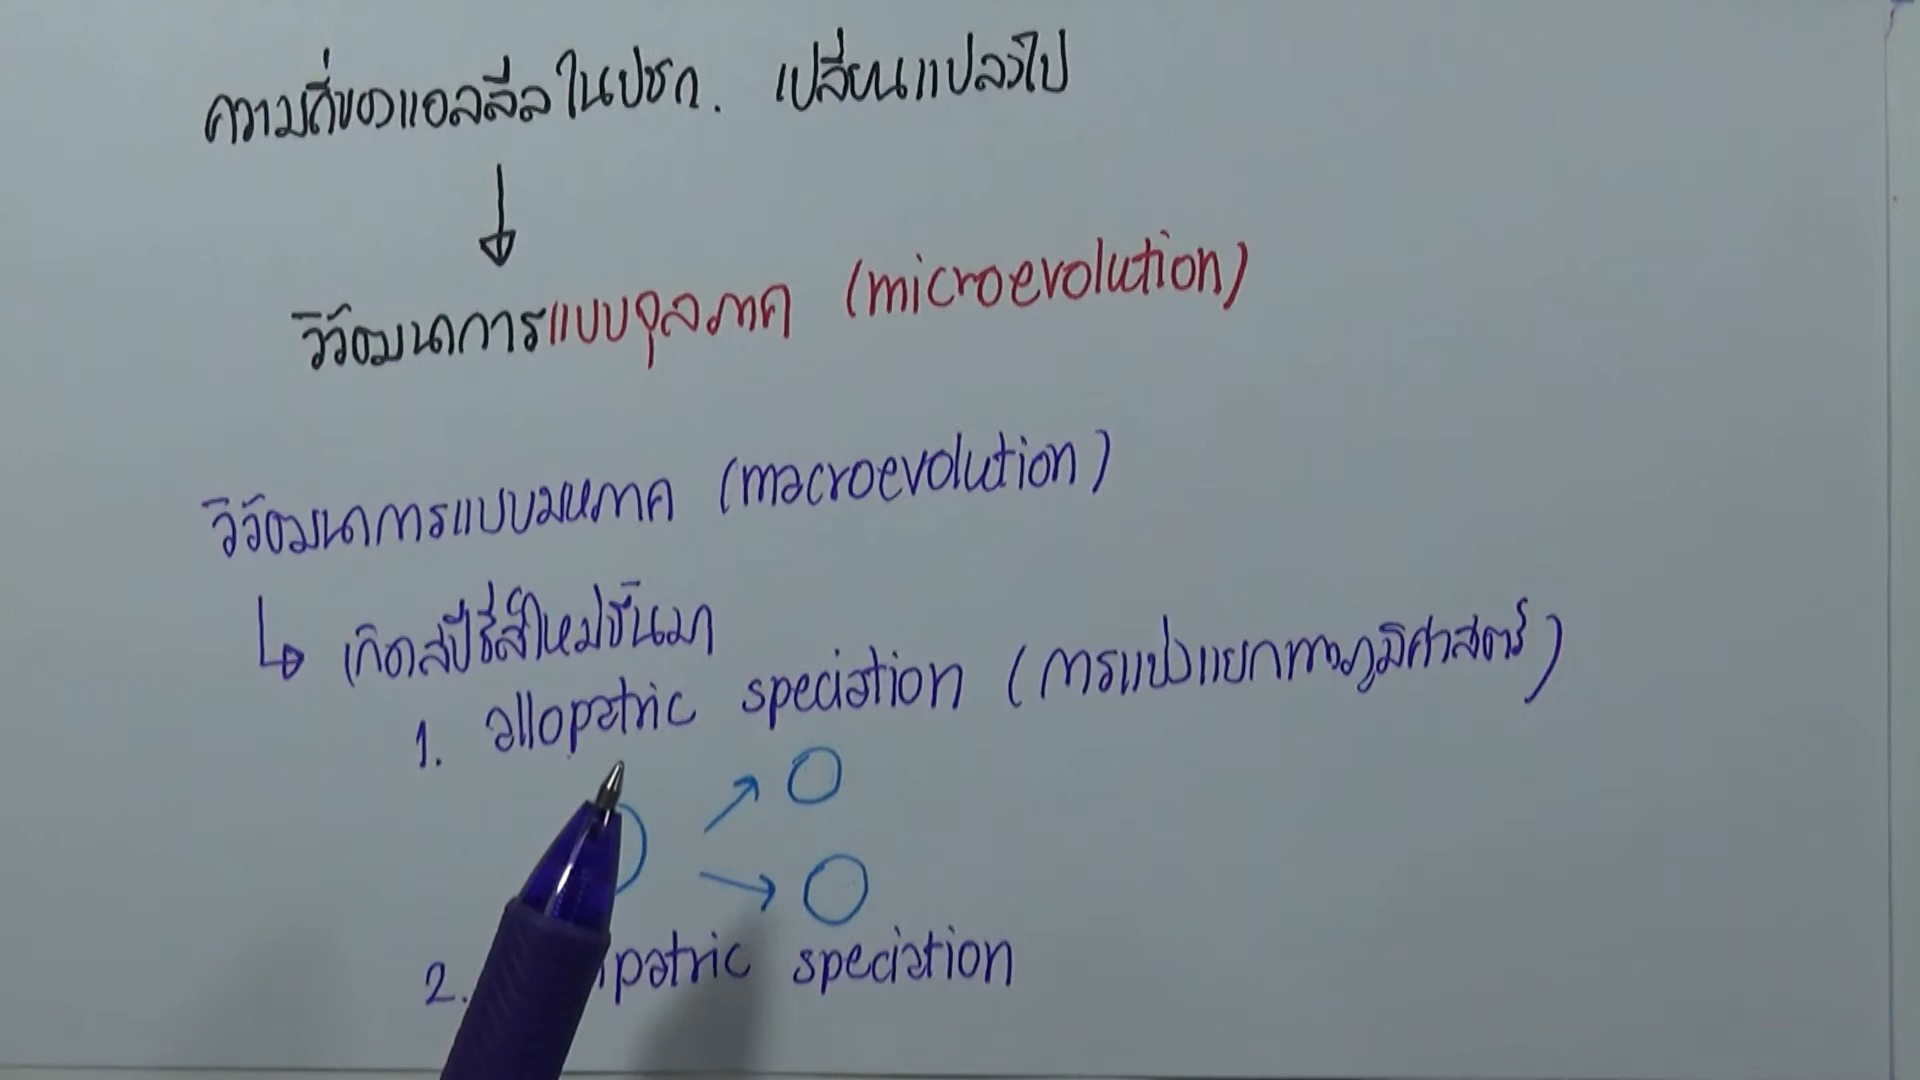 ความถี่ของแอลลีลในปชก. เปลี่ยนแปลงไป
วิวัฒนาการแบบจุลภาค (microevolution)
วิวัฒนาการแบบมหภาค (macroevolution)
เกิดสปีชีส์ใหม่ขึ้นมา
1. allopatric speciation (การแบ่งแยกทางภูมิศาสตร์)
2. patric speciation